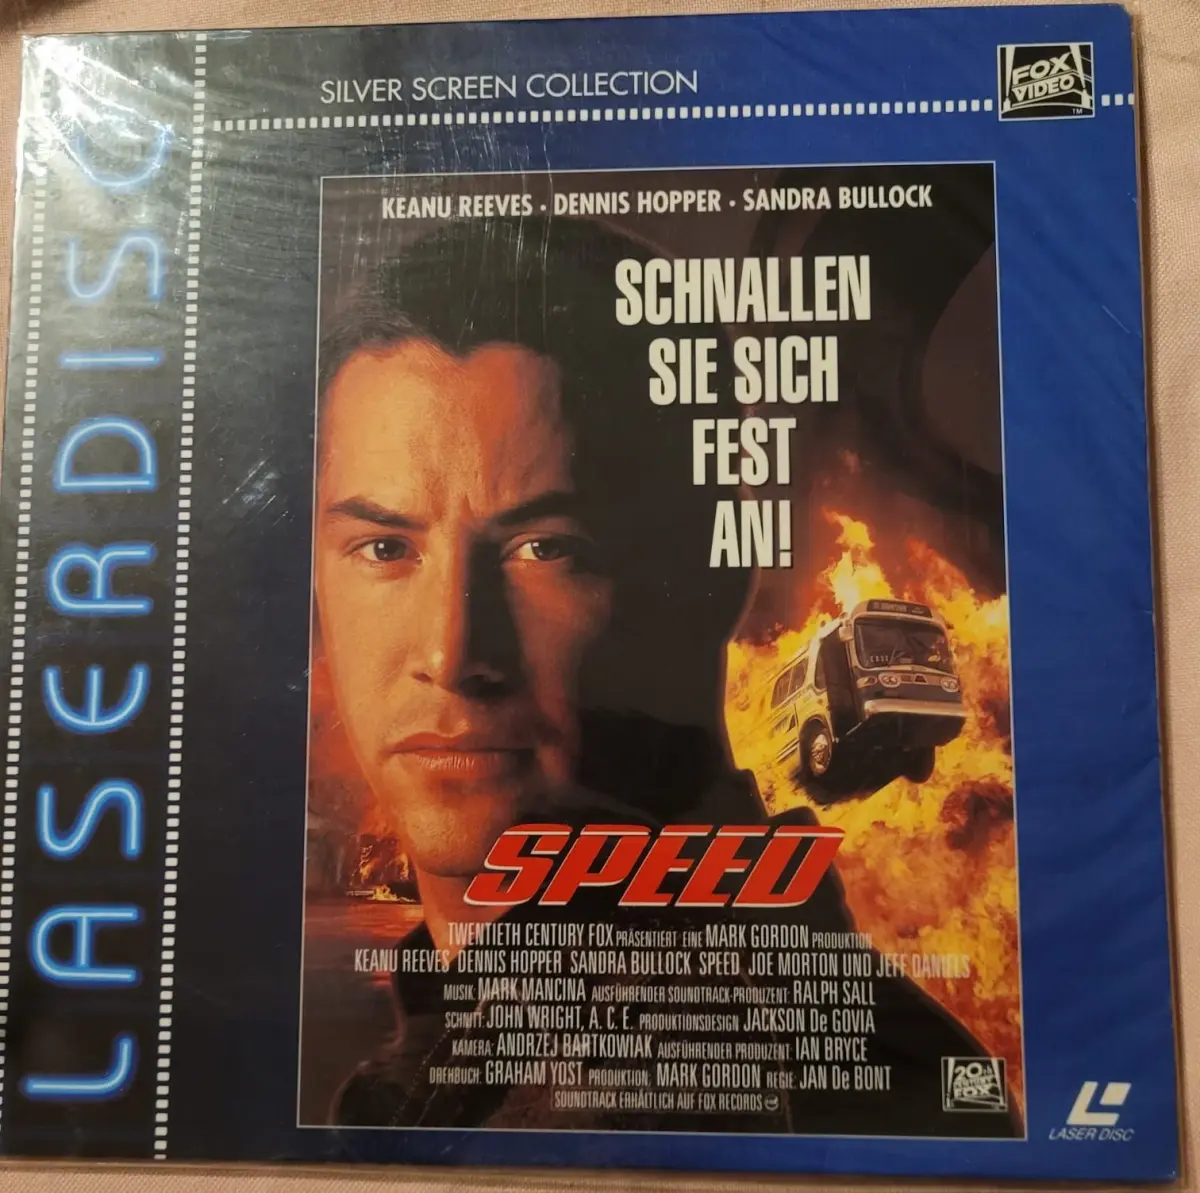 SILVER SCREEN COLLECTION
FOX
VIDEO
TM
LASERDISC
KEANU REEVES · DENNIS HOPPER · SANDRA BULLOCK
SCHNALLEN
SIE SICH
FEST
AN!
SPEED
TWENTIETH CENTURY FOX PRÄSENTIERT EINE MARK GORDON PRODUKTION
KEANU REEVES DENNIS HOPPER SANDRA BULLOCK SPEED JOE MORTON UND JEFF DANIELS
MUSIK: MARK MANCINA AUSFÜHRENDER SOUNDTRACK-PRODUZENT: RALPH SALL
SCHNITT: JOHN WRIGHT, A.C.E. PRODUKTIONSDESIGN JACKSON De GOVIA
KAMERA: ANDRZEJ BARTKOWIAK AUSFÜHRENDER PRODUZENT: IAN BRYCE
DREHBUCH: GRAHAM YOST PRODUKTION: MARK GORDON REGIE: JAN De BONT
SOUNDTRACK ERHÄLTLICH AUF FOX RECORDS
20th
CENTURY
FOX
LASER DISC